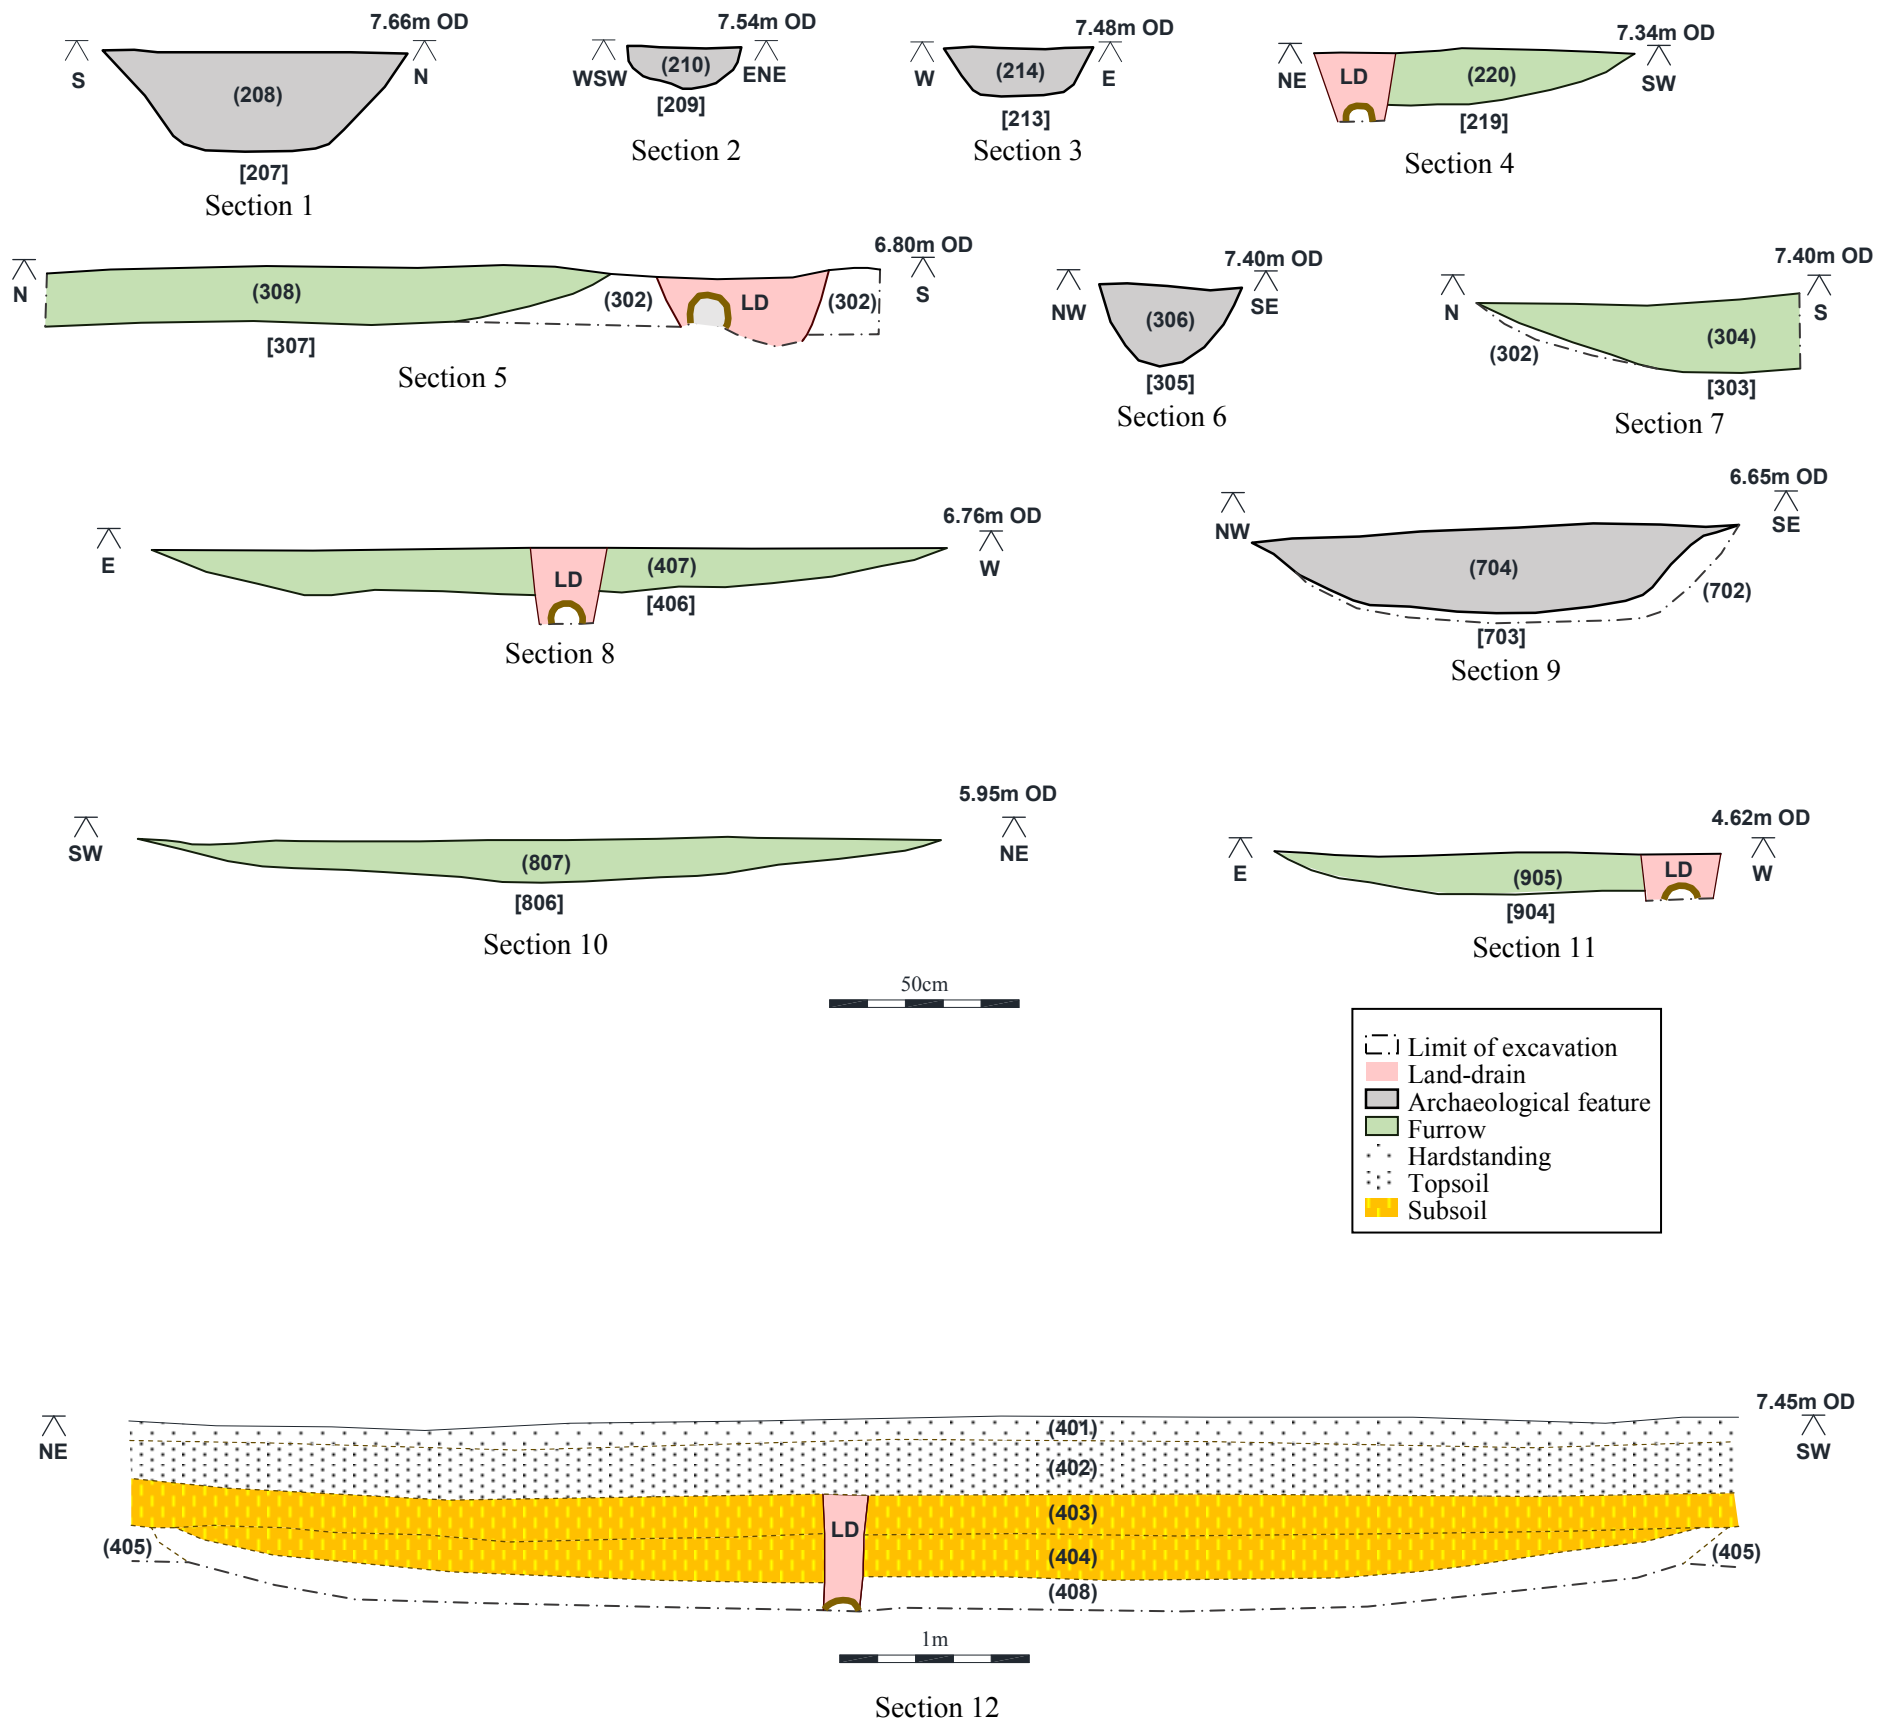 7.66m OD
S
N
(208)
[207]
Section 1
7.54m OD
WSW
ENE
(210)
[209]
Section 2
7.48m OD
W
E
(214)
[213]
Section 3
7.34m OD
NE
SW
LD
(220)
[219]
Section 4
6.80m OD
N
S
(308)
(302)
LD
(302)
[307]
Section 5
7.40m OD
NW
SE
(306)
[305]
Section 6
7.40m OD
N
S
(302)
(304)
[303]
Section 7
6.76m OD
E
W
LD
(407)
[406]
Section 8
6.65m OD
NW
SE
(704)
(702)
[703]
Section 9
5.95m OD
SW
NE
(807)
[806]
Section 10
4.62m OD
E
W
(905)
LD
[904]
Section 11
50cm
Limit of excavation
Land-drain
Archaeological feature
Furrow
Hardstanding
Topsoil
Subsoil
7.45m OD
NE
SW
(401)
(402)
(403)
LD
(404)
(405)
(405)
(408)
1m
Section 12